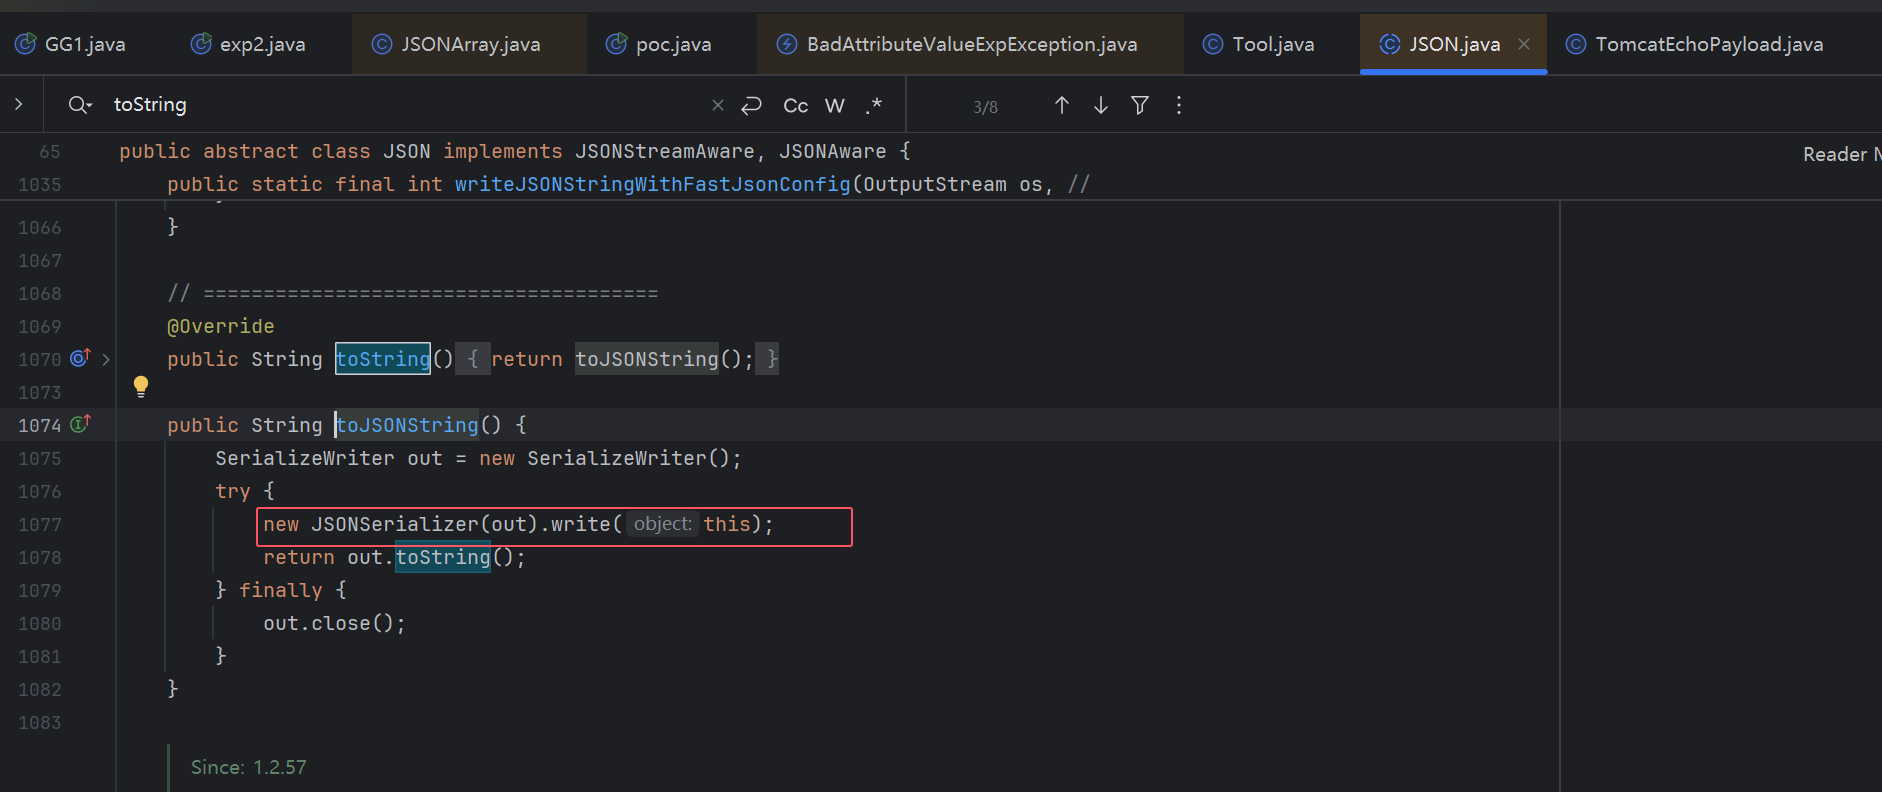 GG1.java exp2.java JSONArray.java poc.java BadAttributeValueExpException.java Tool.java JSON.java TomcatEchoPayload.java
toString Cc W .* 3/8
65 public abstract class JSON implements JSONStreamAware, JSONAware {
Reader
1035 public static final int writeJSONStringWithFastJsonConfig(OutputStream os, //
1066 }
1067
1068 // ======================================
1069 @Override
1070 public String toString() { return toJSONString(); }
1073
1074 public String toJSONString() {
1075 SerializeWriter out = new SerializeWriter();
1076 try {
1077 new JSONSerializer(out).write( object: this);
1078 return out.toString();
1079 } finally {
1080 out.close();
1081 }
1082 }
1083
Since: 1.2.57